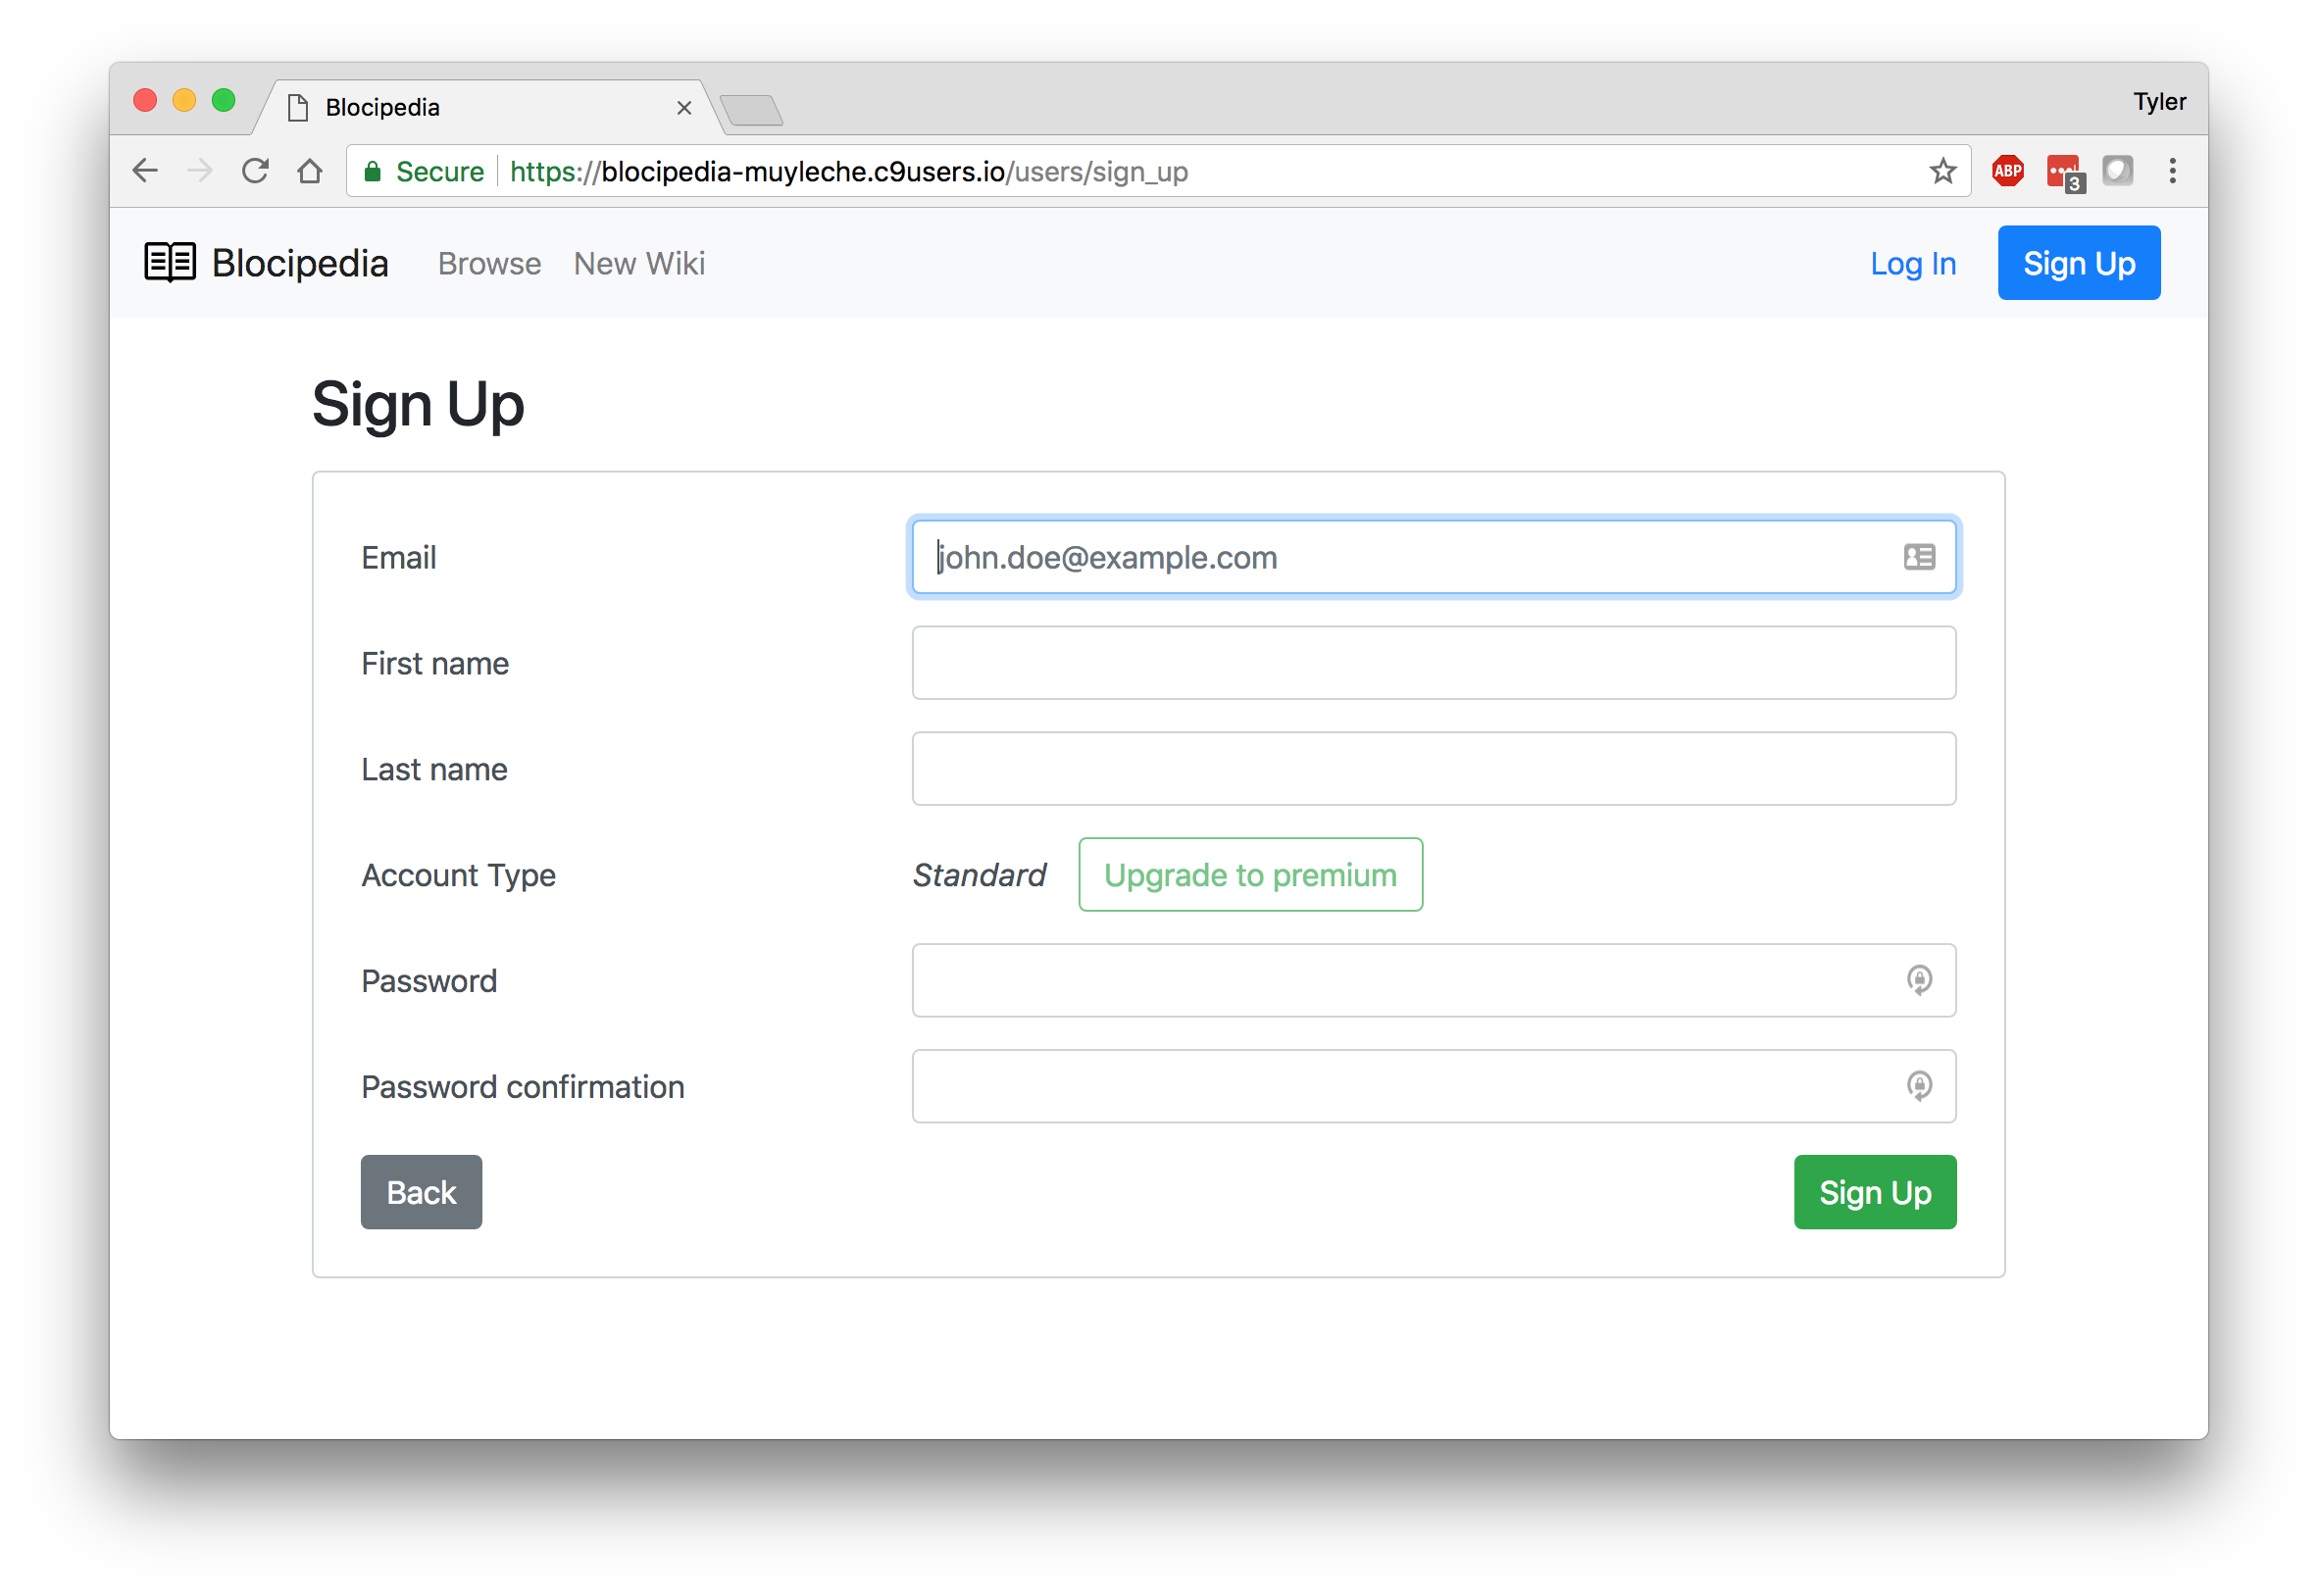 Blocipedia
Tyler
Secure https://blocipedia-muyleche.c9users.io/users/sign_up
ABP
3
Blocipedia Browse New Wiki Log In Sign Up
Sign Up
Email john.doe@example.com
First name
Last name
Account Type Standard Upgrade to premium
Password
Password confirmation
Back Sign Up